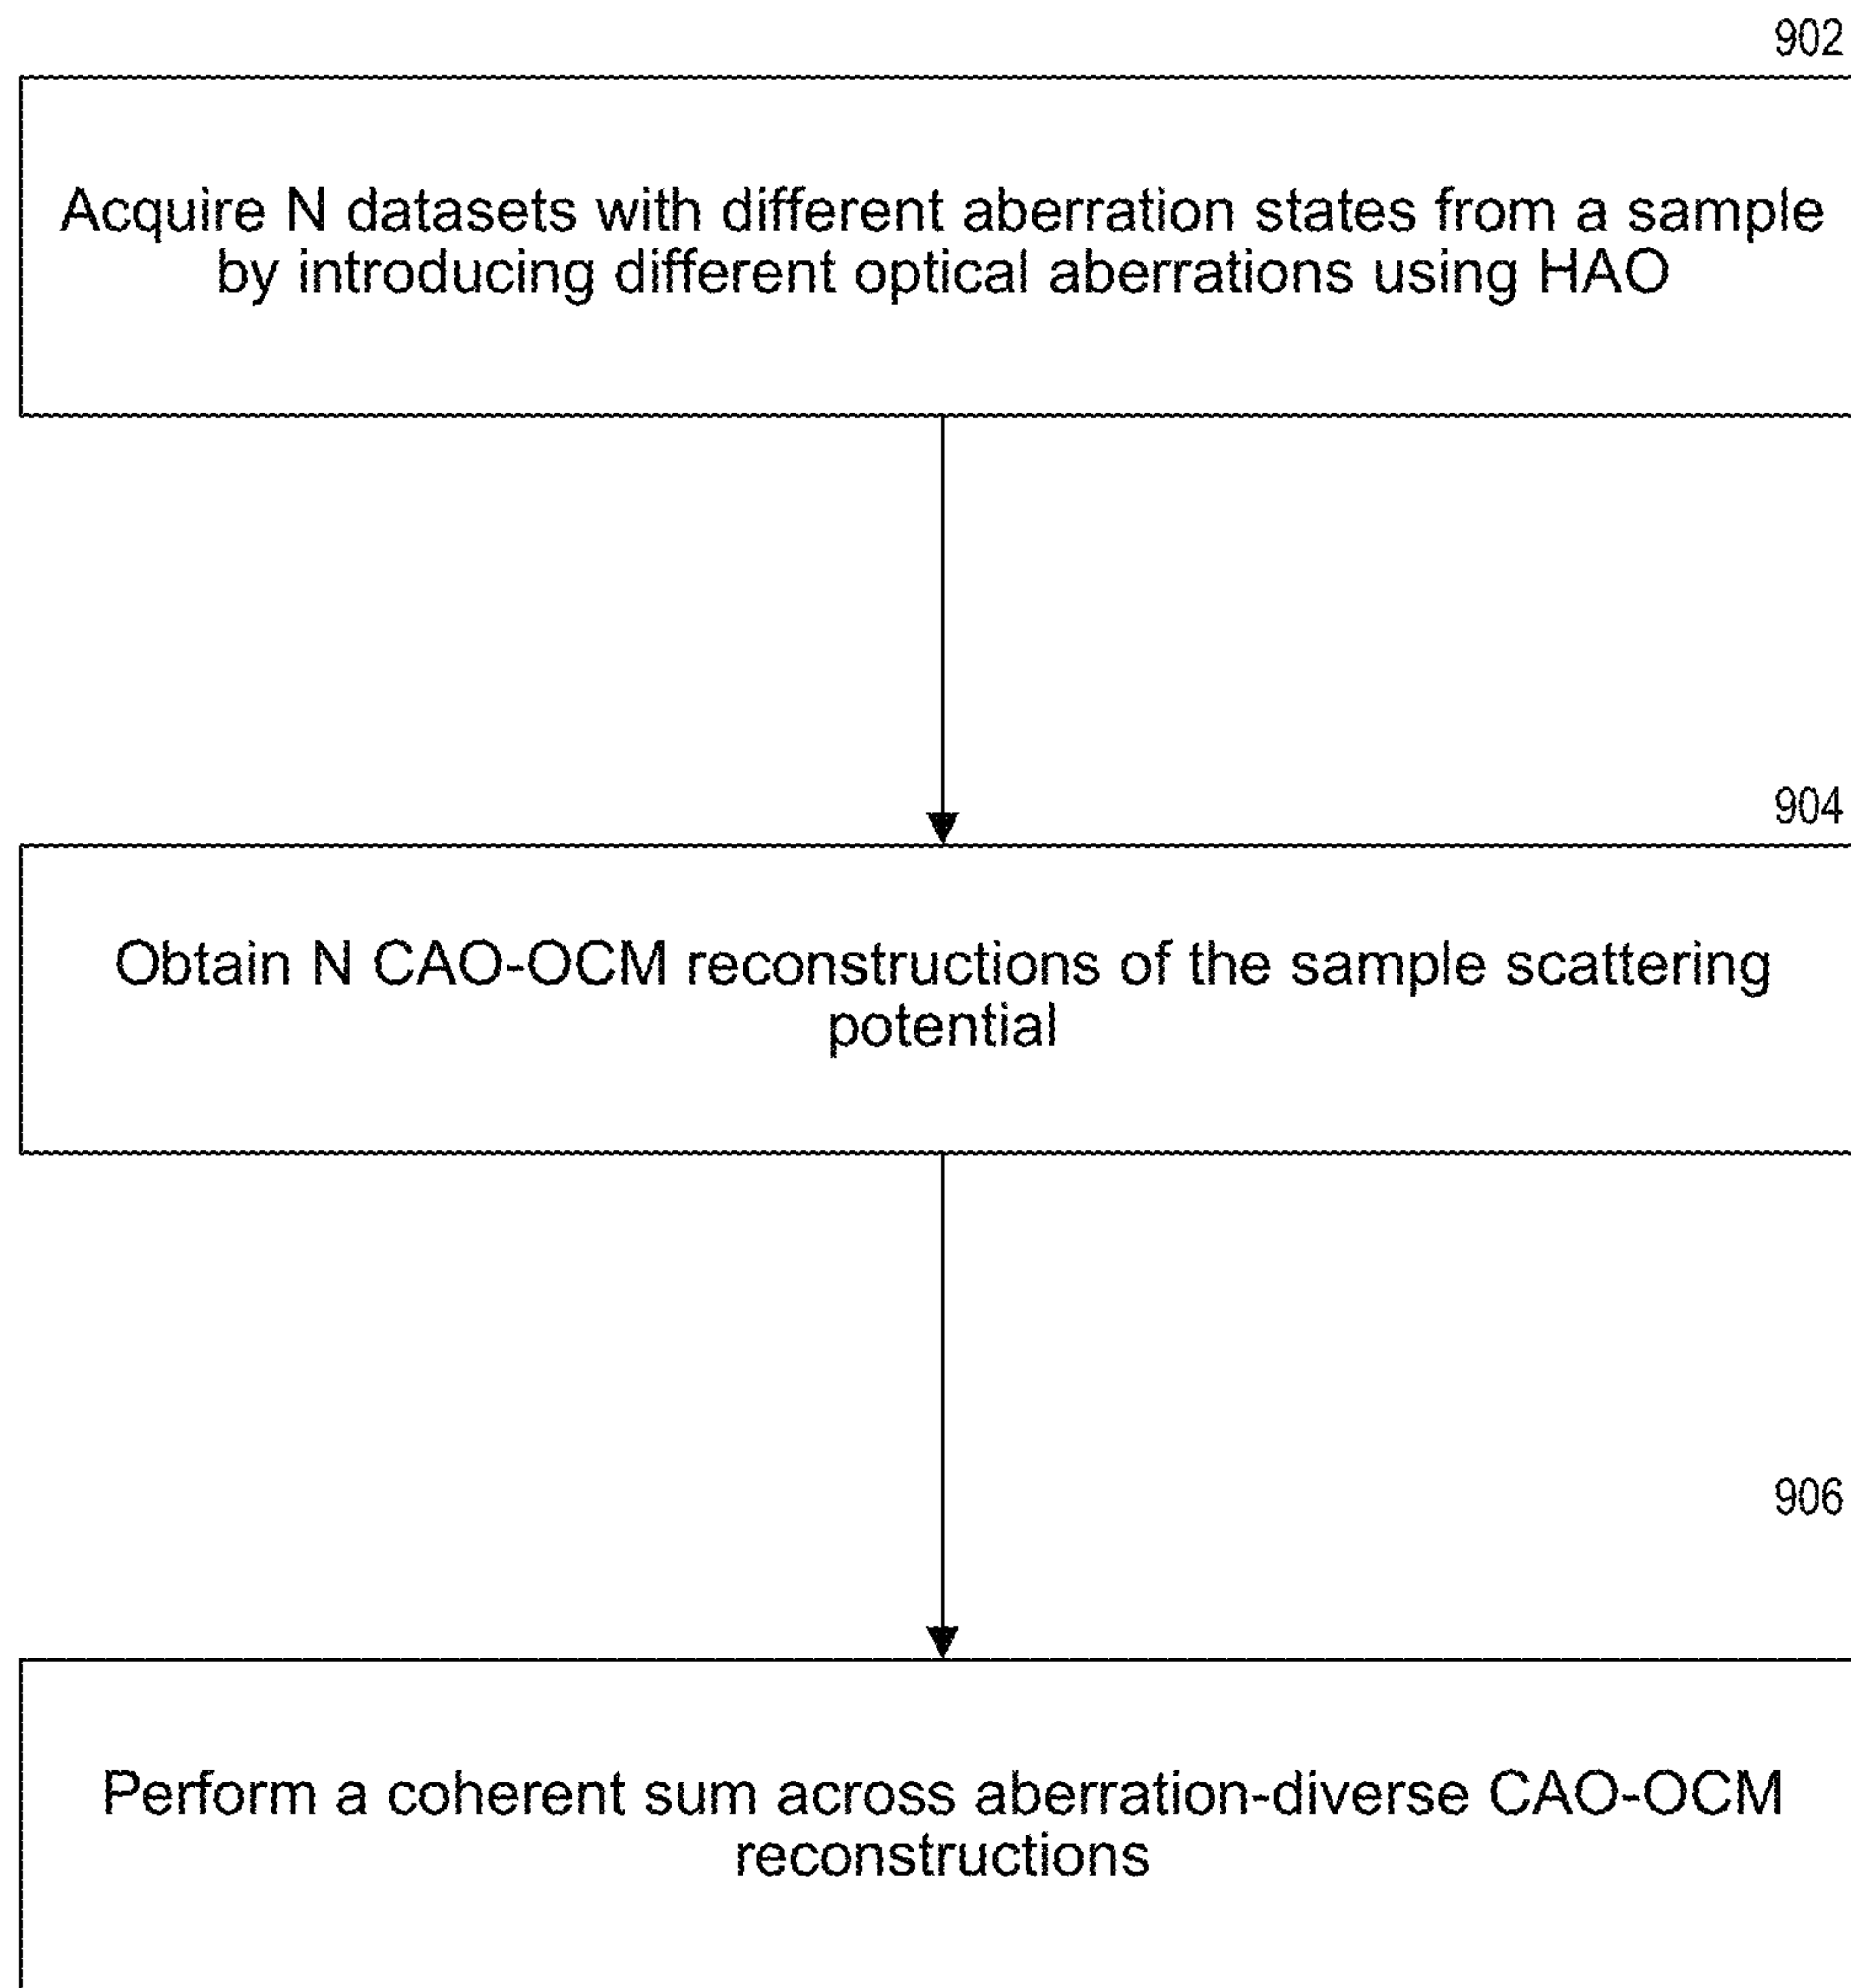 902
Acquire N datasets with different aberration states from a sample
by introducing different optical aberrations using HAO
904
Obtain N CAO-OCM reconstructions of the sample scattering
potential
906
Perform a coherent sum across aberration-diverse CAO-OCM
reconstructions